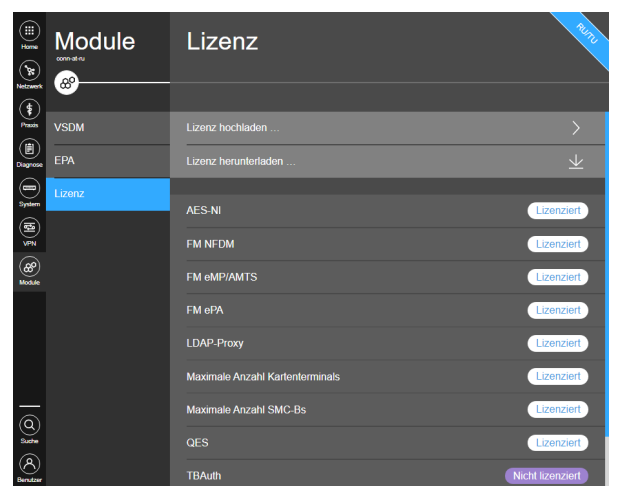 Home
Netzwerk
Praxis
Diagnose
System
VPN
Module
Suche
Benutzer
Module
conn-at-ru
VSDM
EPA
Lizenz
Lizenz
RU/TU
Lizenz hochladen ...
Lizenz herunterladen ...
AES-NI Lizenziert
FM NFDM Lizenziert
FM eMP/AMTS Lizenziert
FM ePA Lizenziert
LDAP-Proxy Lizenziert
Maximale Anzahl Kartenterminals Lizenziert
Maximale Anzahl SMC-Bs Lizenziert
QES Lizenziert
TBAuth Nicht lizenziert